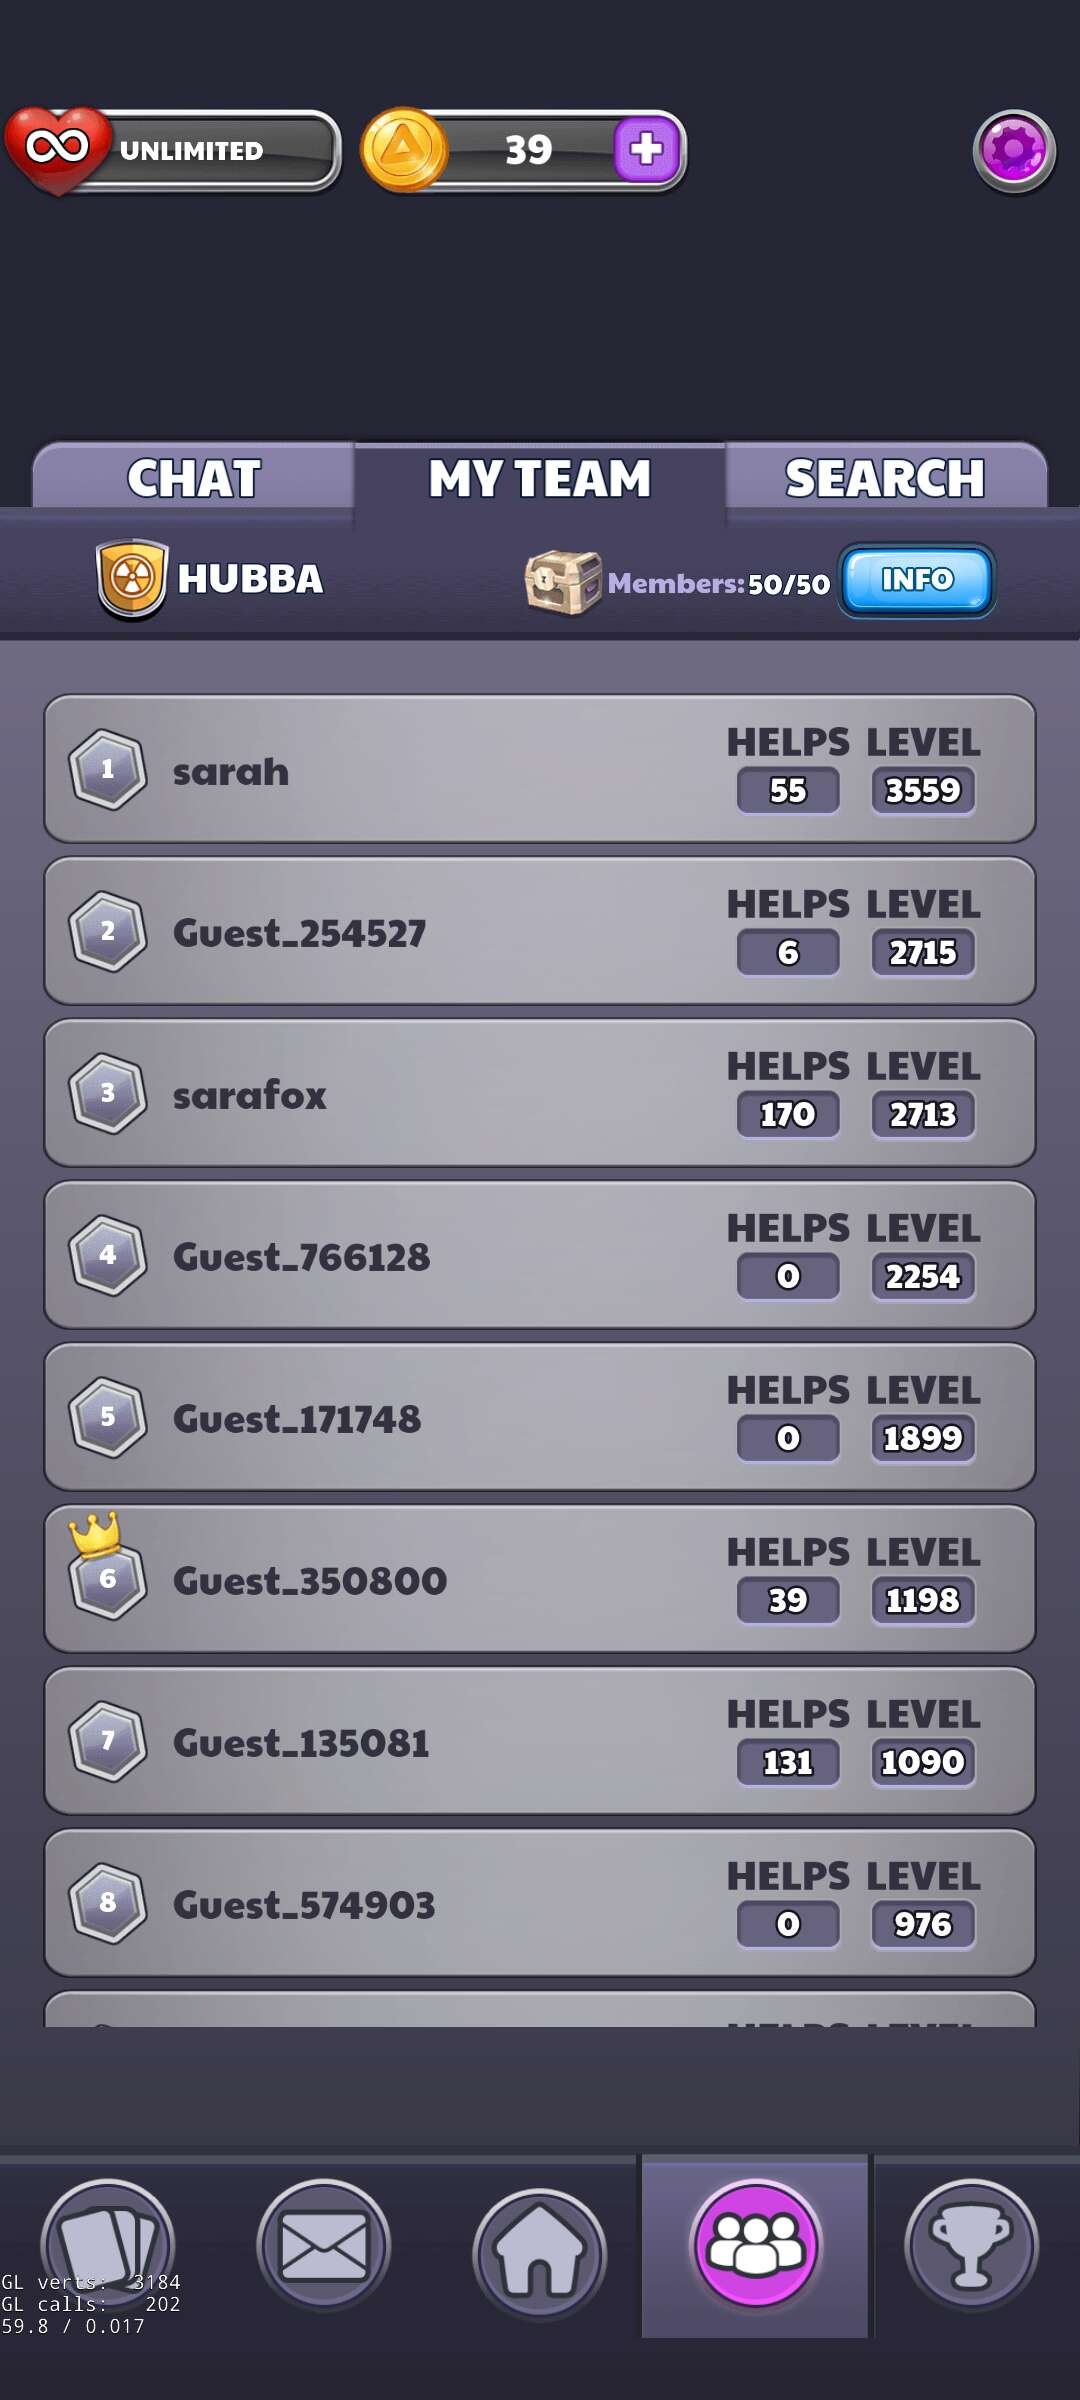 UNLIMITED
39
CHAT MY TEAM SEARCH
HUBBA Members: 50/50 INFO
HELPS LEVEL
1 sarah 55 3559
HELPS LEVEL
2 Guest_254527 6 2715
HELPS LEVEL
3 sarafox 170 2713
HELPS LEVEL
4 Guest_766128 0 2254
HELPS LEVEL
5 Guest_171748 0 1899
HELPS LEVEL
6 Guest_350800 39 1198
HELPS LEVEL
7 Guest_135081 131 1090
HELPS LEVEL
8 Guest_574903 0 976
HELPS LEVEL
GL verts: 3184
GL calls: 202
59.8 / 0.017